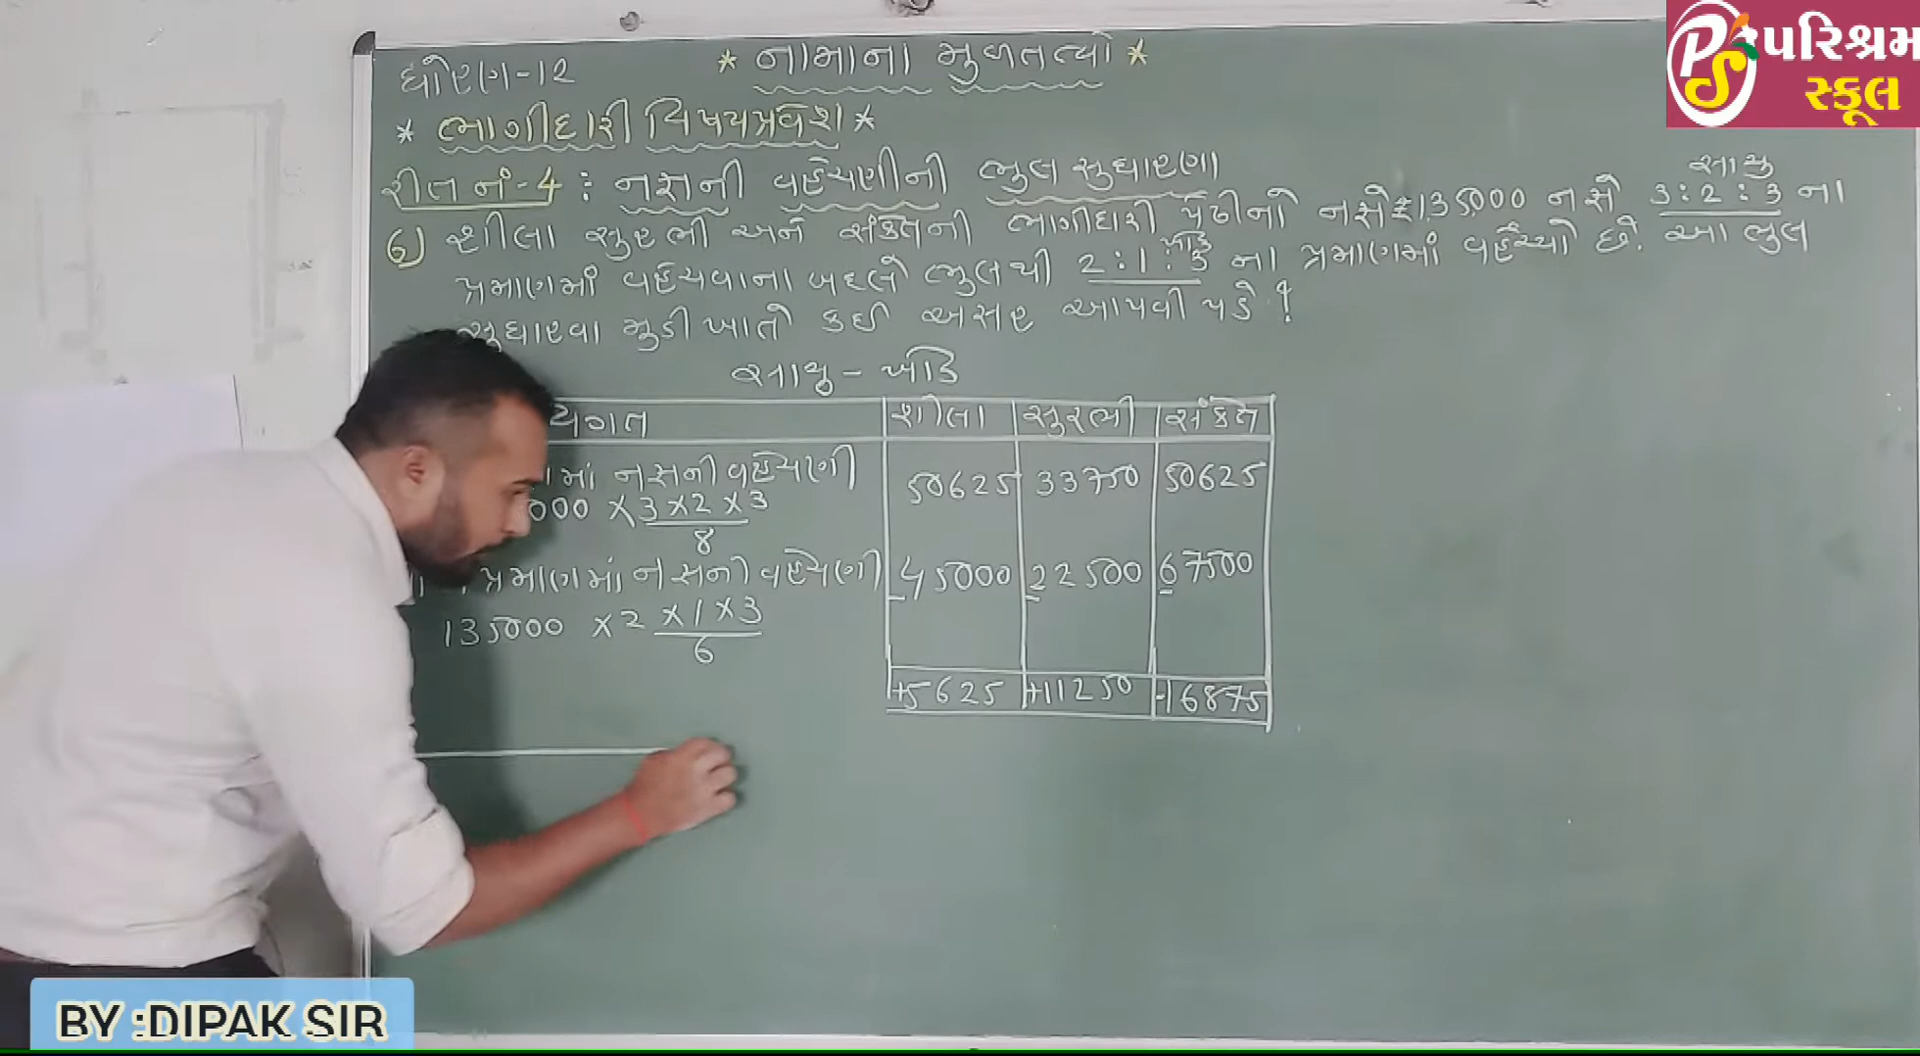 ધોરણ-12
* નામાના મુળતત્વો *
પરિશ્રમ
સ્કૂલ
PS
* ભાગીદારી વિષયપ્રવેશ *
રીત નં-4 : નફાની વહેંચણીની ભુલ સુધારણા
સાચુ
6) શીલા સુરભી અને સંકેતની ભાગીદારી પેઢીનો નફો ₹135000 નફો 3:2:3 ના
ખોટુ
પ્રમાણમાં વહેંચવાના બદલે ભુલથી 2:1:3 ના પ્રમાણમાં વહેંચ્યો છે. આ ભુલ
સુધારવા મુડી ખાતે કઈ અસર આપવી પડે ?
સાચુ - ખોટુ
વિગત શીલા સુરભી સંકેત
માં નફાની વહેંચણી 50625 33750 50625
000 × 3 × 2 × 3
8
પ્રમાણમાં નફાની વહેંચણી 45000 22500 67500
135000 × 2 × 1 × 3
6
+5625 +11250 -16875
BY :DIPAK SIR